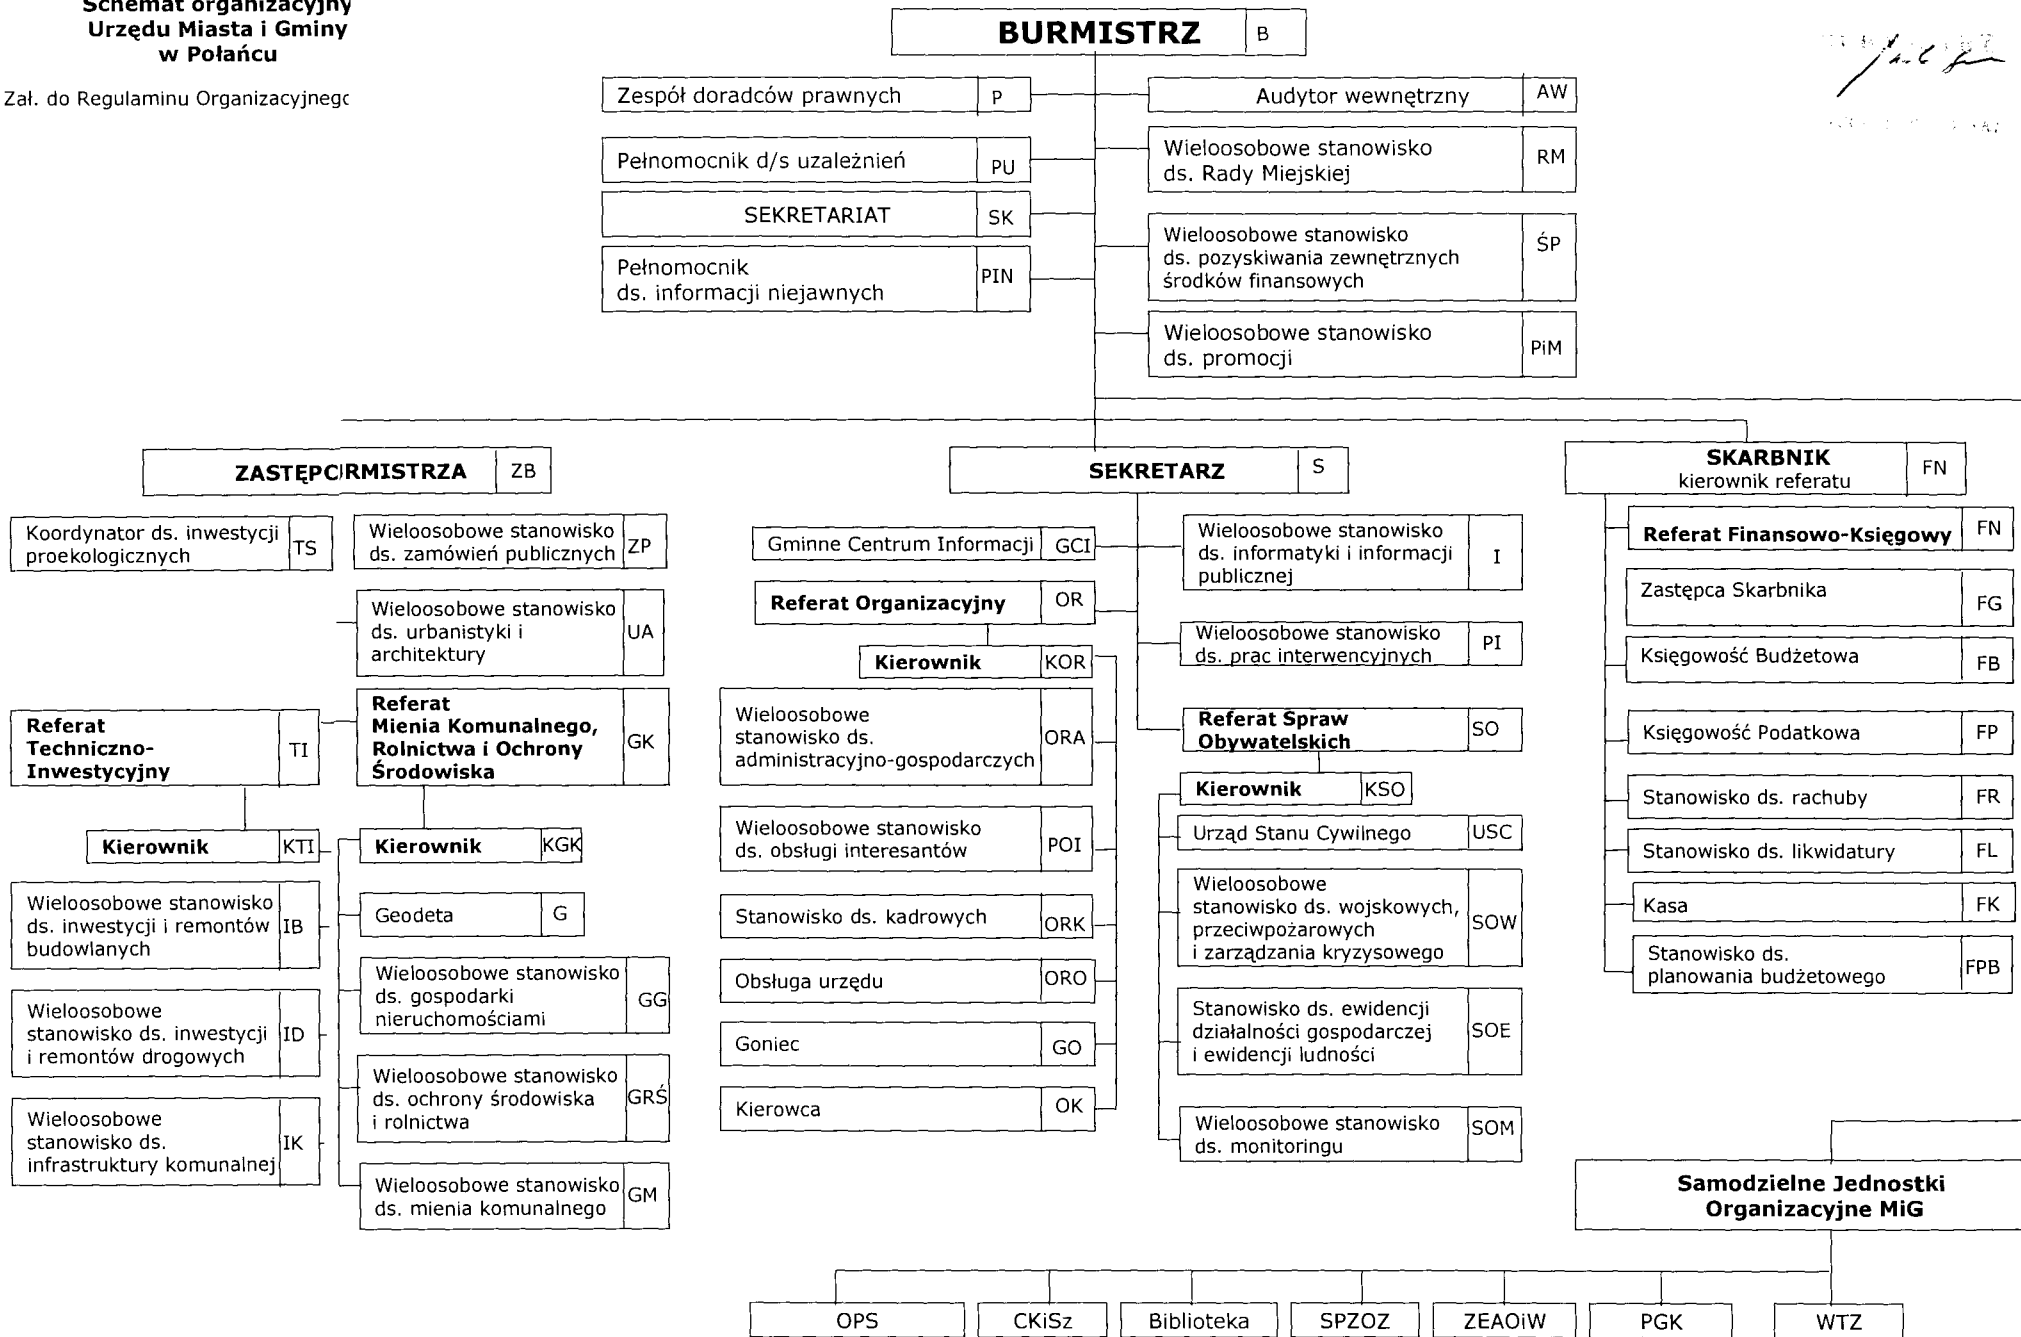 Schemat organizacyjny
Urzędu Miasta i Gminy
w Połańcu
Zał. do Regulaminu Organizacyjnego
BURMISTRZ B
Zespół doradców prawnych P
Audytor wewnętrzny AW
Pełnomocnik d/s uzależnień PU
Wieloosobowe stanowisko
ds. Rady Miejskiej
RM
SEKRETARIAT SK
Wieloosobowe stanowisko
ds. pozyskiwania zewnętrznych
środków finansowych
ŚP
Pełnomocnik
ds. informacji niejawnych
PIN
Wieloosobowe stanowisko
ds. promocji
PiM
ZASTĘPCRMISTRZA ZB
Koordynator ds. inwestycji
proekologicznych
TS
Wieloosobowe stanowisko
ds. zamówień publicznych
ZP
Wieloosobowe stanowisko
ds. urbanistyki i
architektury
UA
Referat
Techniczno-
Inwestycyjny
TI
Referat
Mienia Komunalnego,
Rolnictwa i Ochrony
Środowiska
GK
Kierownik KTI
Wieloosobowe stanowisko
ds. inwestycji i remontów
budowlanych
IB
Wieloosobowe
stanowisko ds. inwestycji
i remontów drogowych
ID
Wieloosobowe
stanowisko ds.
infrastruktury komunalnej
IK
Kierownik KGK
Geodeta G
Wieloosobowe stanowisko
ds. gospodarki
nieruchomościami
GG
Wieloosobowe stanowisko
ds. ochrony środowiska
i rolnictwa
GRŚ
Wieloosobowe stanowisko
ds. mienia komunalnego
GM
SEKRETARZ S
Gminne Centrum Informacji GCI
Referat Organizacyjny OR
Kierownik KOR
Wieloosobowe
stanowisko ds.
administracyjno-gospodarczych
ORA
Wieloosobowe stanowisko
ds. obsługi interesantów
POI
Stanowisko ds. kadrowych ORK
Obsługa urzędu ORO
Goniec GO
Kierowca OK
Wieloosobowe stanowisko
ds. informatyki i informacji
publicznej
I
Wieloosobowe stanowisko
ds. prac interwencyjnych
PI
Referat Spraw
Obywatelskich
SO
Kierownik KSO
Urząd Stanu Cywilnego USC
Wieloosobowe
stanowisko ds. wojskowych,
przeciwpożarowych
i zarządzania kryzysowego
SOW
Stanowisko ds. ewidencji
działalności gospodarczej
i ewidencji ludności
SOE
Wieloosobowe stanowisko
ds. monitoringu
SOM
SKARBNIK
kierownik referatu
FN
Referat Finansowo-Księgowy FN
Zastępca Skarbnika FG
Księgowość Budżetowa FB
Księgowość Podatkowa FP
Stanowisko ds. rachuby FR
Stanowisko ds. likwidatury FL
Kasa FK
Stanowisko ds.
planowania budżetowego
FPB
Samodzielne Jednostki
Organizacyjne MiG
OPS CKiSz Biblioteka SPZOZ ZEAOiW PGK WTZ